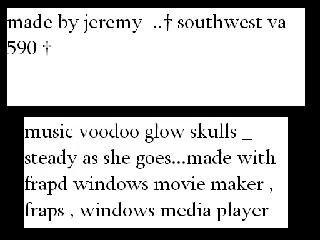 made by jeremy ..† southwest va
590 †
music voodoo glow skulls _
steady as she goes...made with
frapd windows movie maker ,
fraps , windows media player